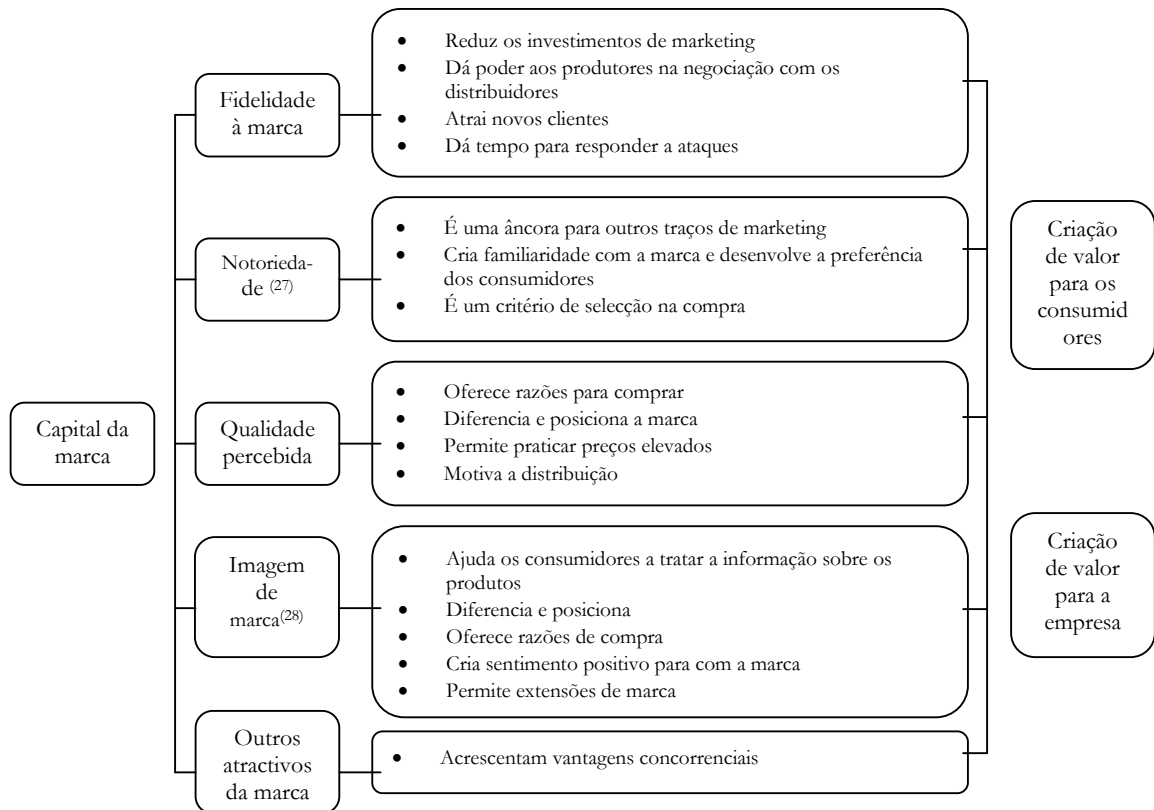 Capital da
marca
Fidelidade
à marca
• Reduz os investimentos de marketing
• Dá poder aos produtores na negociação com os
distribuidores
• Atrai novos clientes
• Dá tempo para responder a ataques
Notorieda-
de (27)
• É uma âncora para outros traços de marketing
• Cria familiaridade com a marca e desenvolve a preferência
dos consumidores
• É um critério de selecção na compra
Qualidade
percebida
• Oferece razões para comprar
• Diferencia e posiciona a marca
• Permite praticar preços elevados
• Motiva a distribuição
Imagem
de
marca(28)
• Ajuda os consumidores a tratar a informação sobre os
produtos
• Diferencia e posiciona
• Oferece razões de compra
• Cria sentimento positivo para com a marca
• Permite extensões de marca
Outros
atractivos
da marca
• Acrescentam vantagens concorrenciais
Criação
de valor
para os
consumid
ores
Criação
de valor
para a
empresa